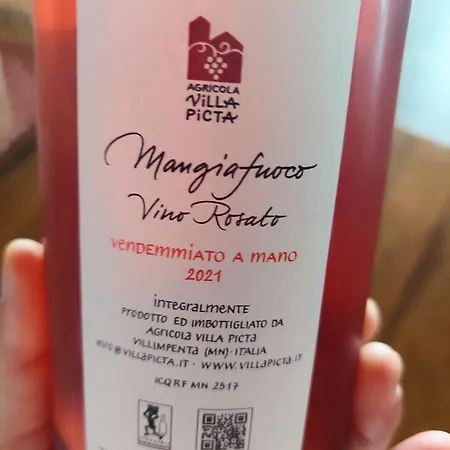 AGRICOLA
VILLA
PICTA
Mangiafuoco
Vino Rosato
VENDEMMIATO A MANO
2021
INTEGRALMENTE
PRODOTTO ED IMBOTTIGLIATO DA
AGRICOLA VILLA PICTA
VILLIMPENTA (MN)·ITALIA
INFO@VILLAPICTA.IT · WWW.VILLAPICTA.IT
ICQRF MN 2517